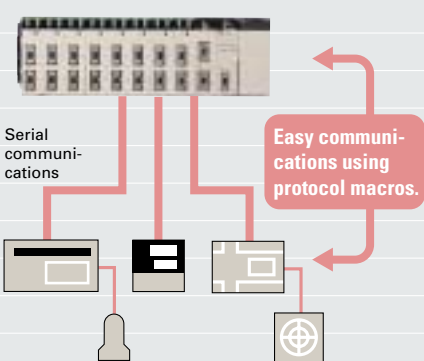 Serial
communi-
cations
Easy communi-
cations using
protocol macros.